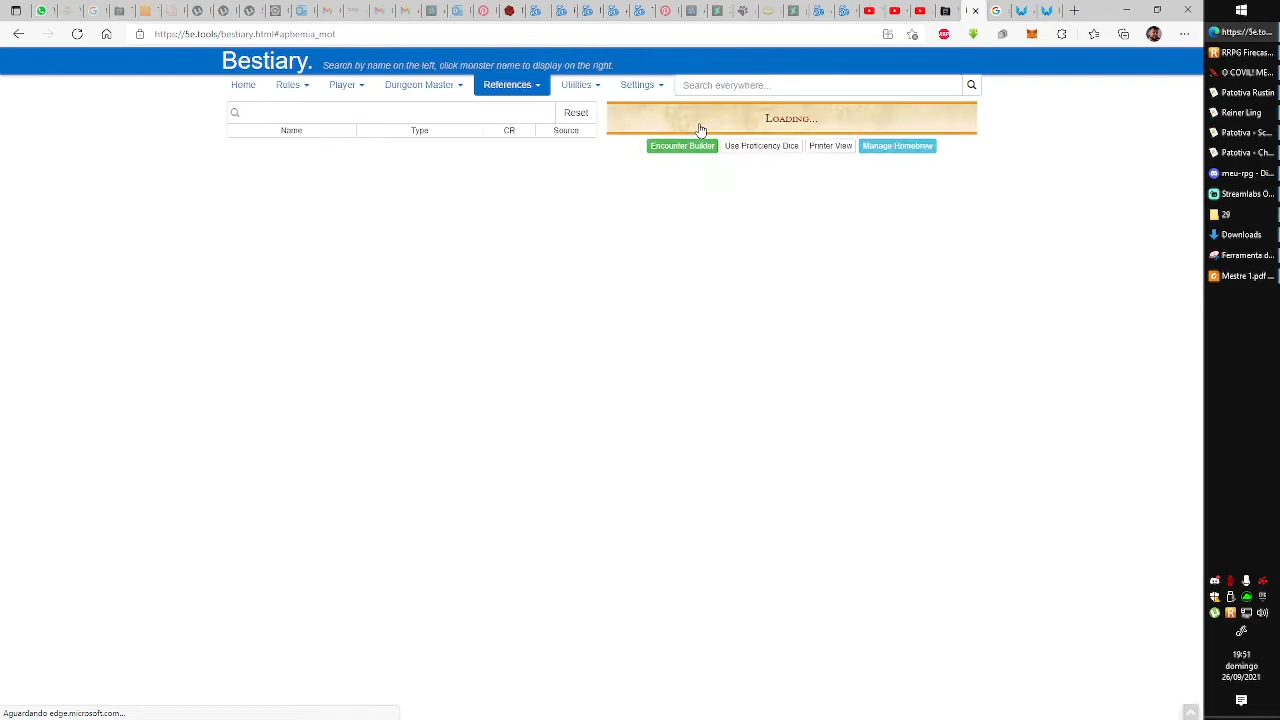 https://5e.tools/bestiary.html#aphemia_mot
Bestiary. Search by name on the left, click monster name to display on the right.
Home Rules Player Dungeon Master References Utilities Settings Search everywhere...
Reset
Loading...
Name Type CR Source
Encounter Builder Use Proficiency Dice Printer View Manage Homebrew
https://5e.to...
RRPG Firecas...
O COVIL! ME...
Patotiva Rustin
Reiner Ling
Patotiva • Sc...
Patotiva • Ch...
meu-rpg - Di...
Streamlabs O...
29
Downloads
Ferramenta d...
Mestre 1.pdf ...
19:51
domingo
26/09/2021
Aguardando edge.microsoft.com...